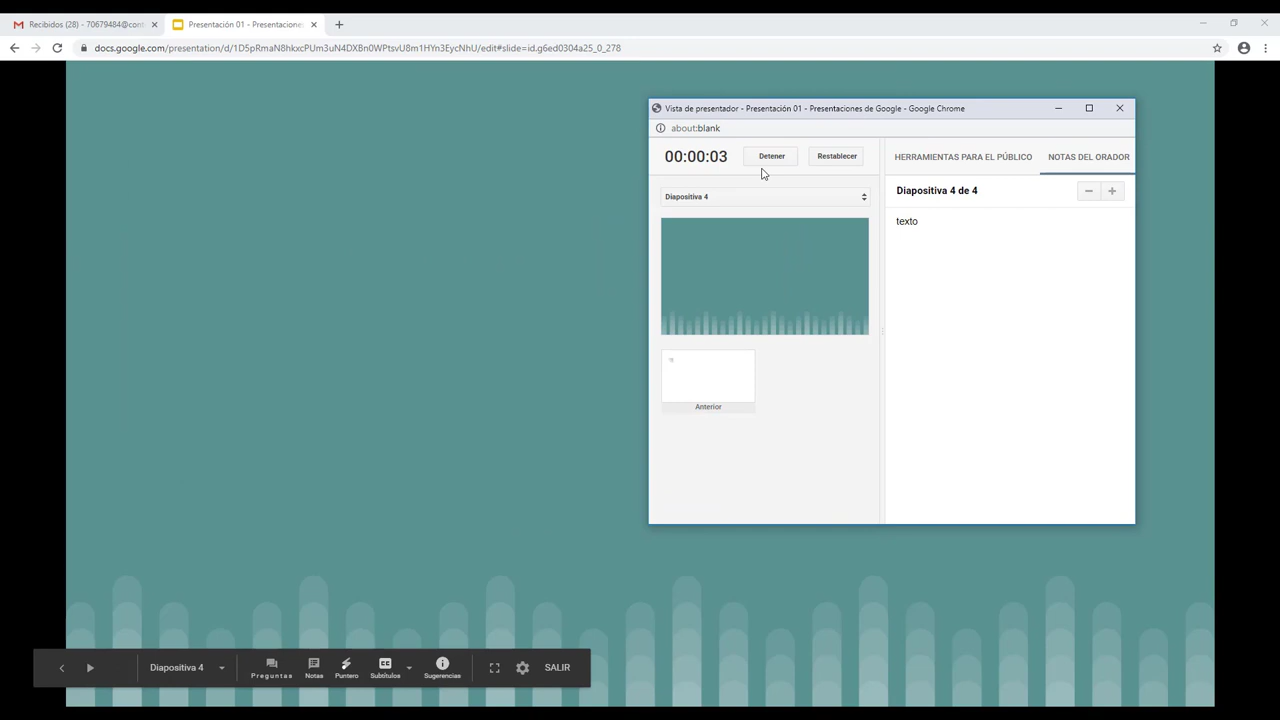 Recibidos (28) - 70679484@cont
Presentación 01 - Presentacione
docs.google.com/presentation/d/1D5pRmaN8hkxcPUm3uN4DXBn0WPtsvU8m1HYn3EycNhU/edit#slide=id.g6ed0304a25_0_278
Vista de presentador - Presentación 01 - Presentaciones de Google - Google Chrome
about:blank
00:00:03
Detener
Restablecer
HERRAMIENTAS PARA EL PÚBLICO
NOTAS DEL ORADOR
Diapositiva 4
Diapositiva 4 de 4
texto
Anterior
Diapositiva 4
Preguntas
Notas
Puntero
CC
Subtítulos
Sugerencias
SALIR